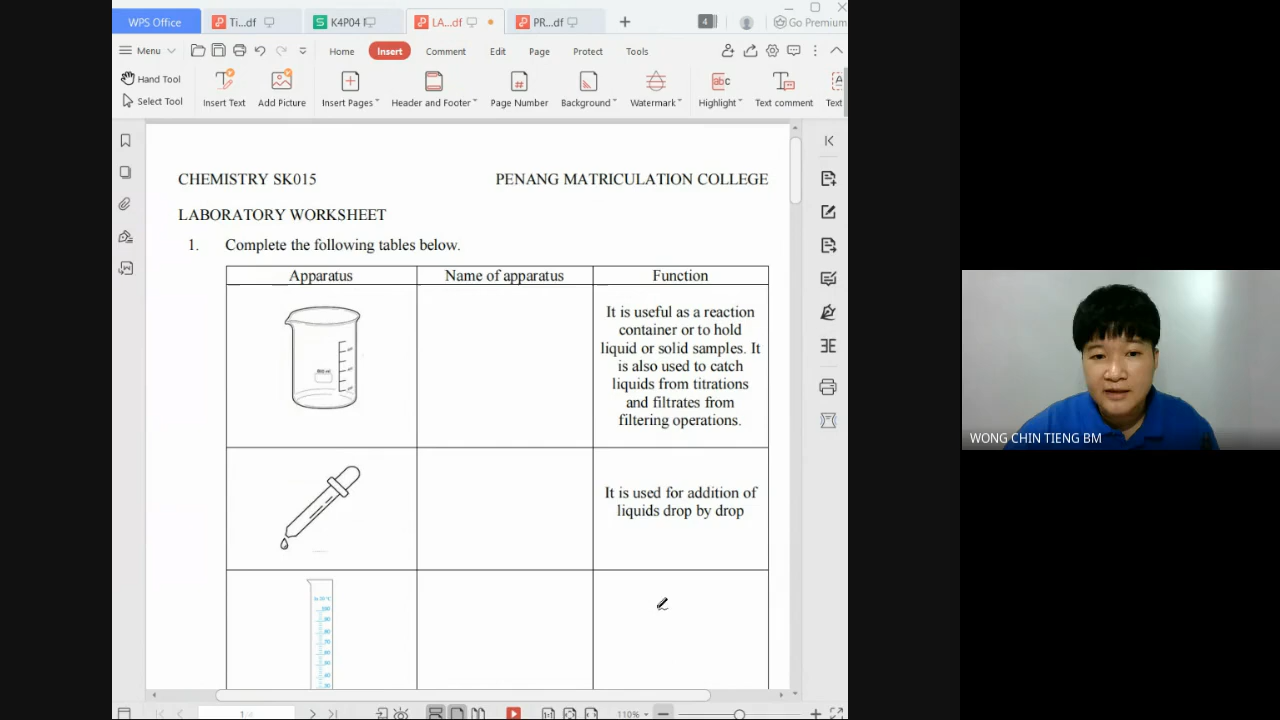 WPS Office Ti...df K4P04 LA...df PR...df + 4 Go Premium
Menu Home Insert Comment Edit Page Protect Tools
Hand Tool
Select Tool
Insert Text Add Picture Insert Pages Header and Footer Page Number Background Watermark Highlight Text comment Text
CHEMISTRY SK015 PENANG MATRICULATION COLLEGE
LABORATORY WORKSHEET
1. Complete the following tables below.
Apparatus Name of apparatus Function
It is useful as a reaction
container or to hold
liquid or solid samples. It
is also used to catch
liquids from titrations
and filtrates from
filtering operations.
It is used for addition of
liquids drop by drop
100
WONG CHIN TIENG BM
110%